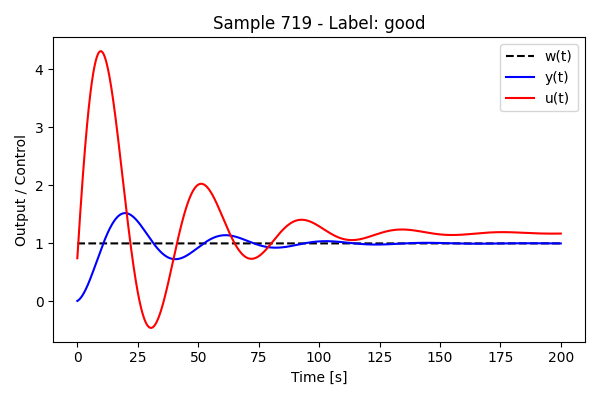 Sample 719 - Label: good
w(t)
y(t)
u(t)
Output / Control
4
3
2
1
0
0 25 50 75 100 125 150 175 200
Time [s]